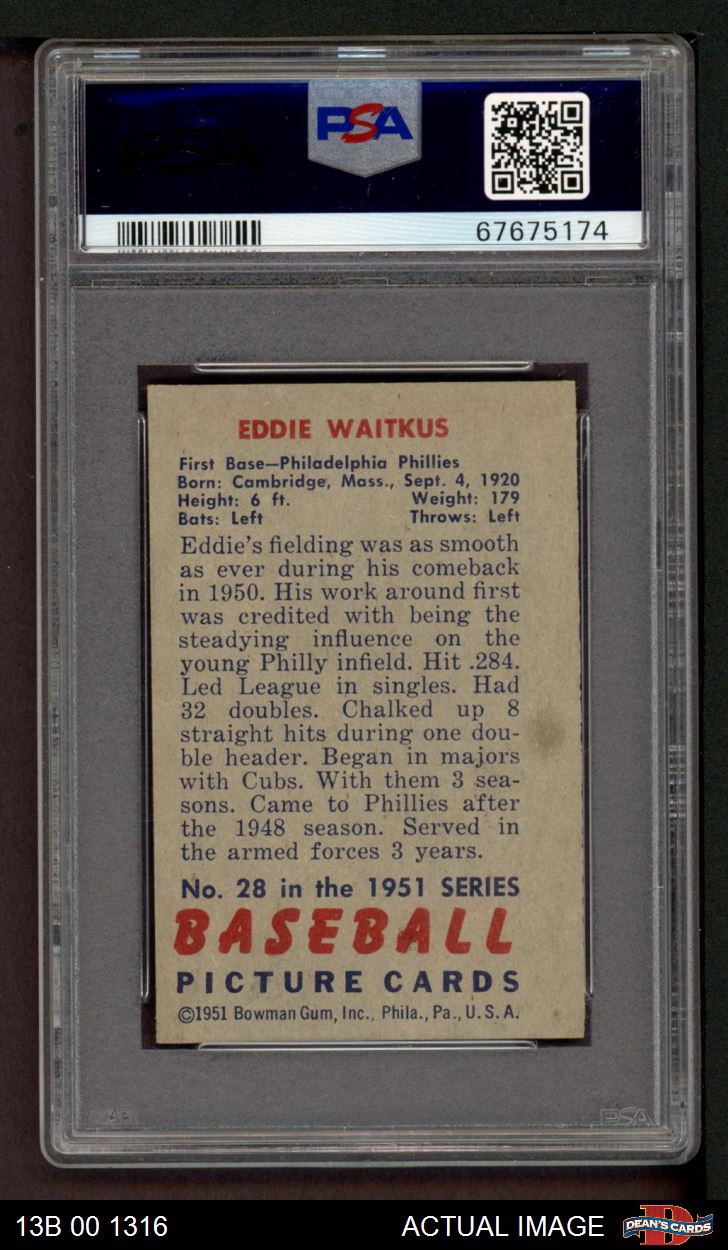 PSA
67675174
EDDIE WAITKUS
First Base—Philadelphia Phillies
Born: Cambridge, Mass., Sept. 4, 1920
Height: 6 ft. Weight: 179
Bats: Left Throws: Left
Eddie's fielding was as smooth
as ever during his comeback
in 1950. His work around first
was credited with being the
steadying influence on the
young Philly infield. Hit .284.
Led League in singles. Had
32 doubles. Chalked up 8
straight hits during one dou-
ble header. Began in majors
with Cubs. With them 3 sea-
sons. Came to Phillies after
the 1948 season. Served in
the armed forces 3 years.
No. 28 in the 1951 SERIES
BASEBALL
PICTURE CARDS
©1951 Bowman Gum, Inc., Phila., Pa., U.S.A.
PSA
13B 00 1316 ACTUAL IMAGE DEAN'S CARDS